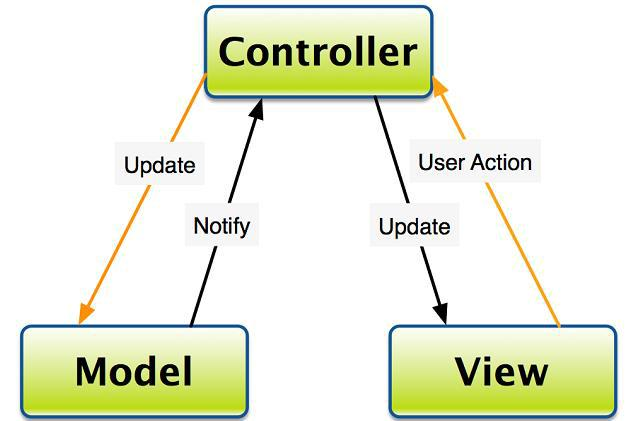 Controller
Update
User Action
Notify
Update
Model
View